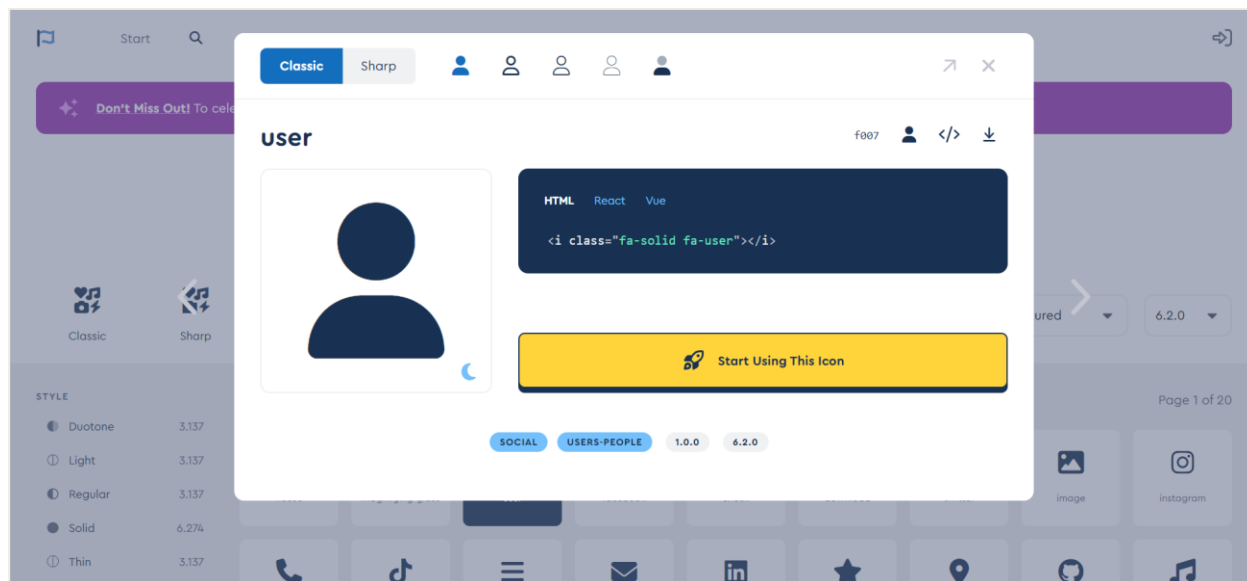 Start
Classic
Sharp
Don't Miss Out! To cele
user
f007
HTML
React
Vue
<i class="fa-solid fa-user"></i>
Start Using This Icon
SOCIAL
USERS-PEOPLE
1.0.0
6.2.0
Classic
Sharp
ured
6.2.0
STYLE
Page 1 of 20
Duotone
3.137
Light
3.137
Regular
3.137
Solid
6.274
Thin
3.137
image
instagram